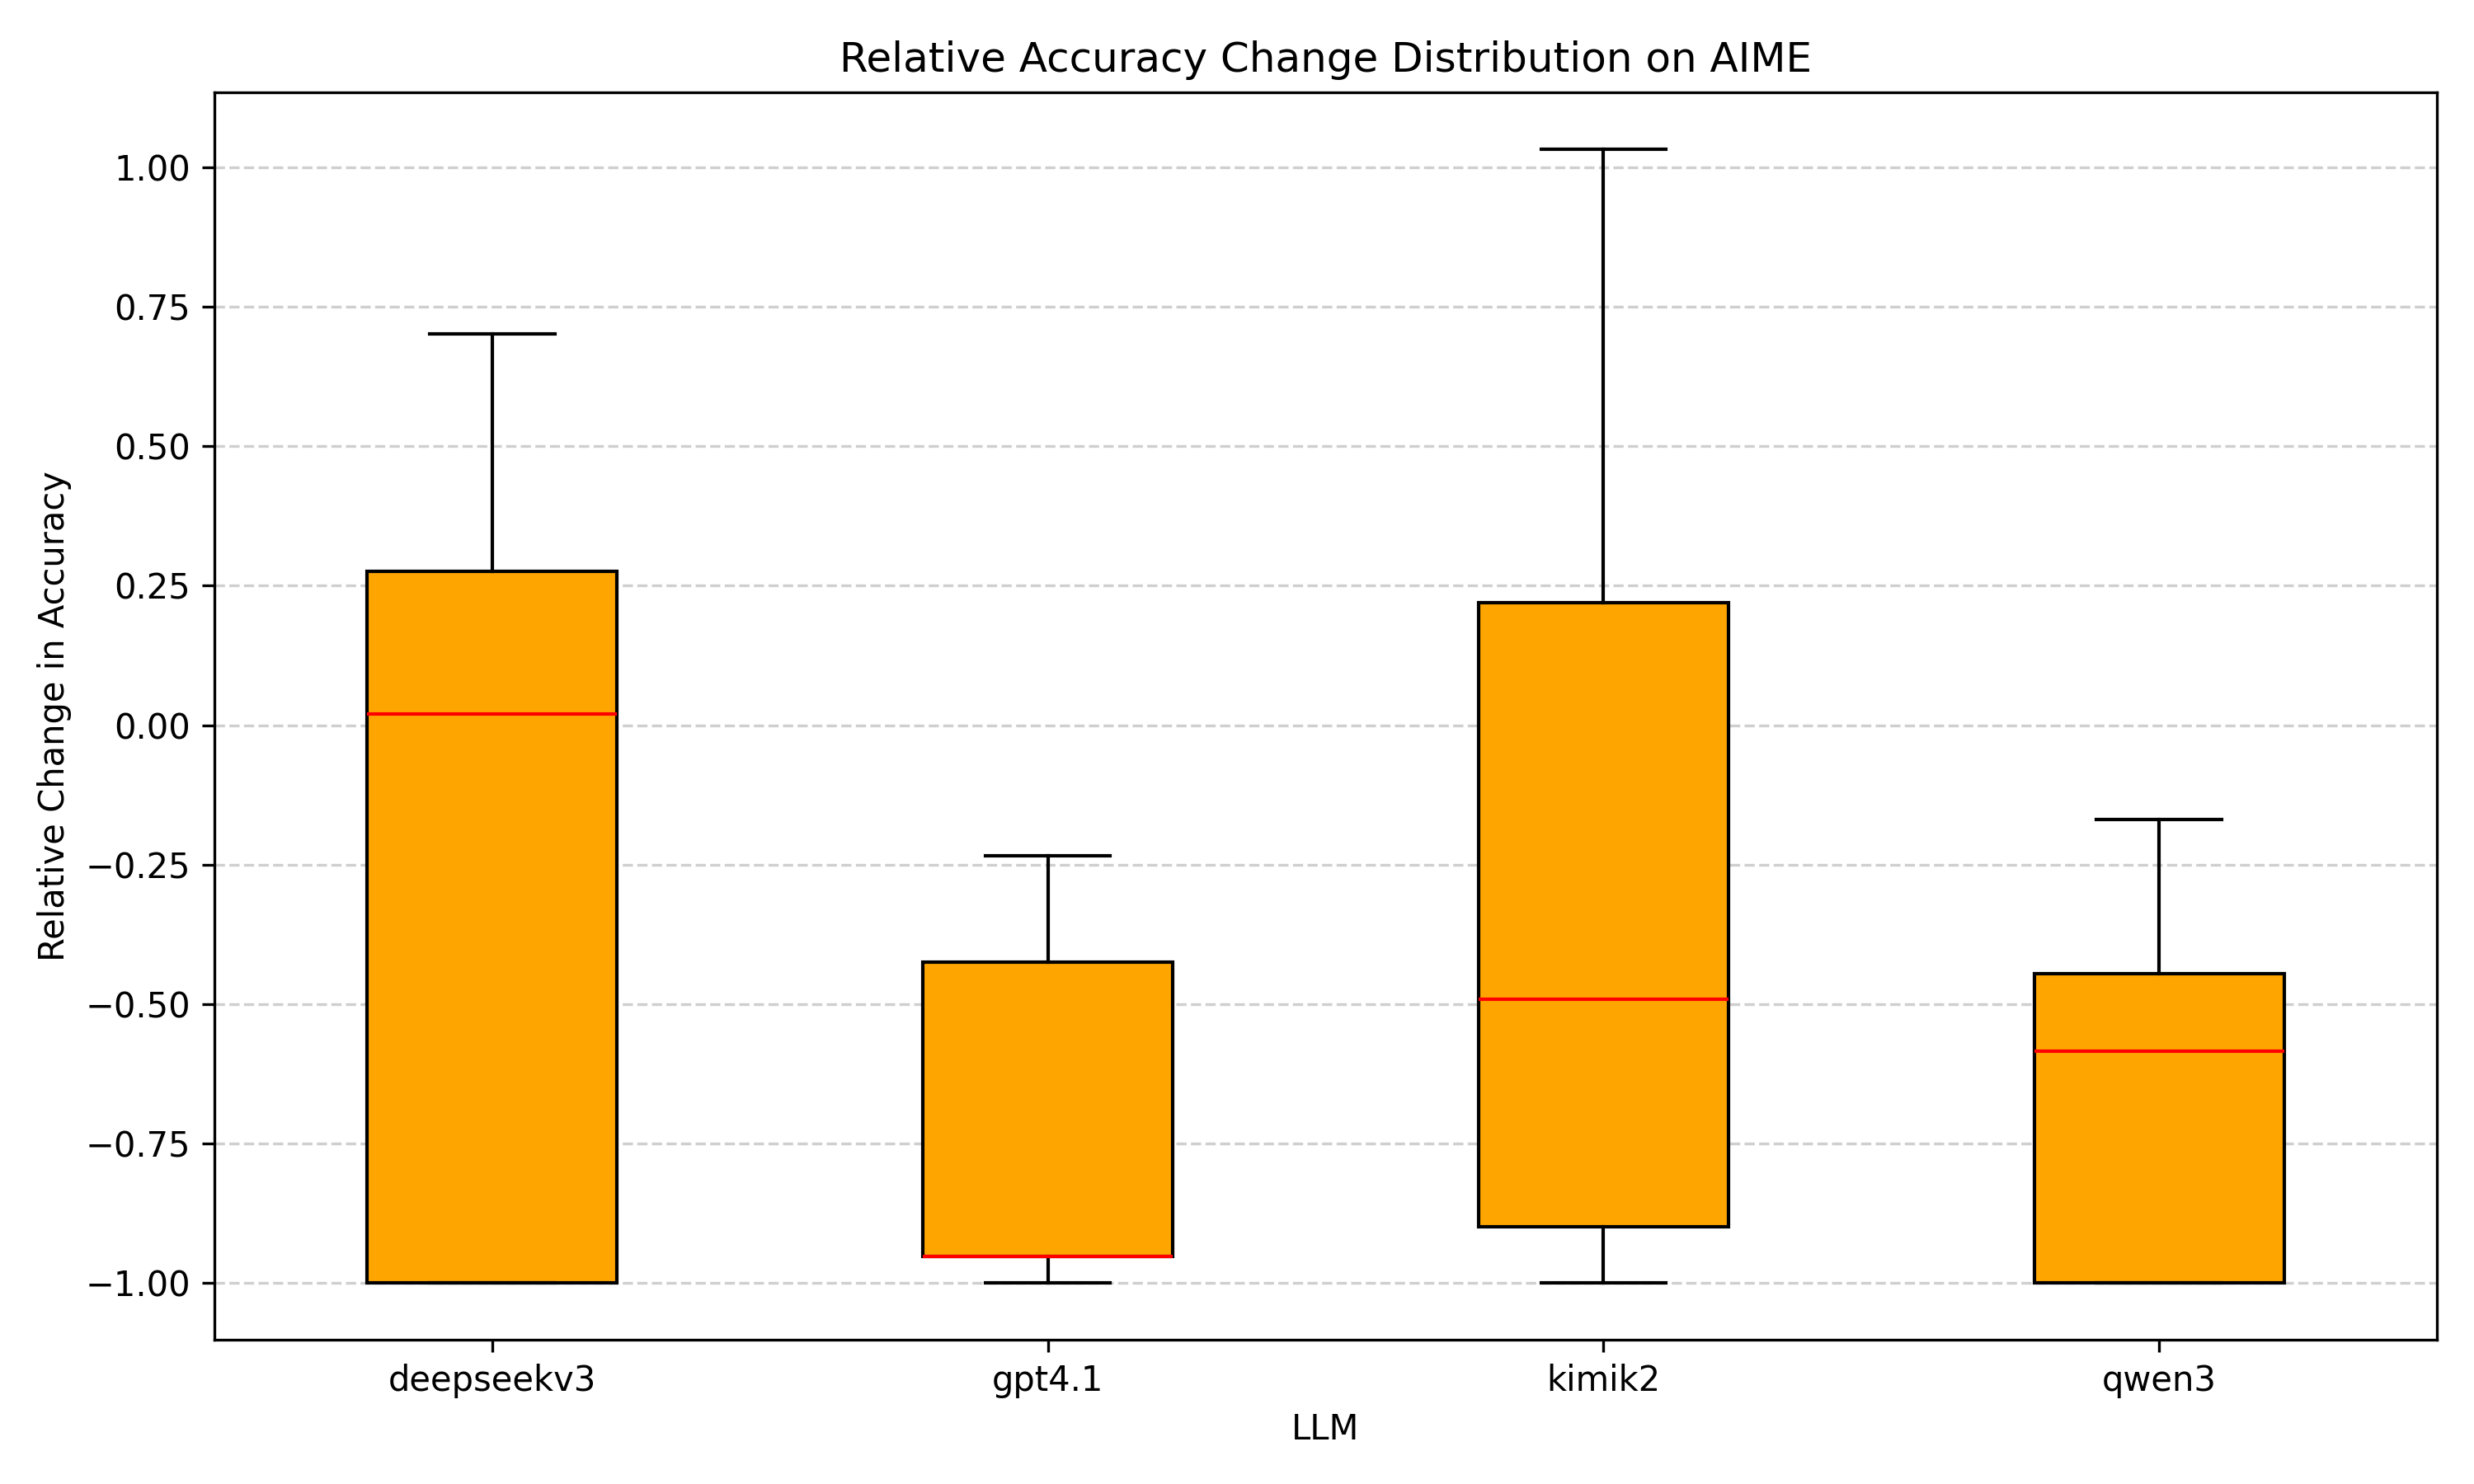 Relative Accuracy Change Distribution on AIME
Relative Change in Accuracy
1.00
0.75
0.50
0.25
0.00
−0.25
−0.50
−0.75
−1.00
deepseekv3
gpt4.1
kimik2
qwen3
LLM